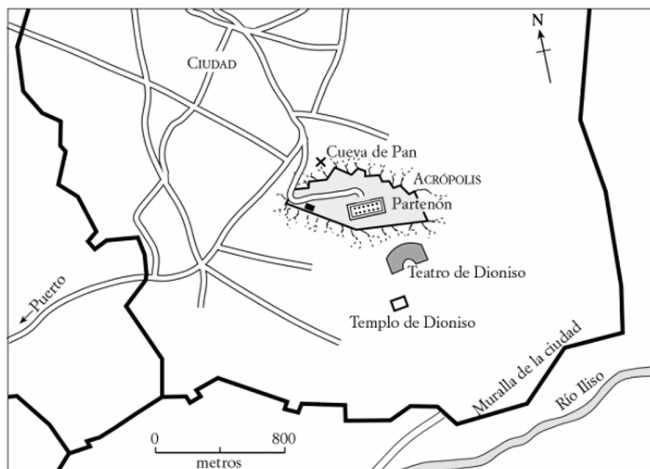 N
CIUDAD
Cueva de Pan
ACRÓPOLIS
Partenón
Teatro de Dioniso
Puerto
Templo de Dioniso
Muralla de la ciudad
Río Iliso
0 800
metros